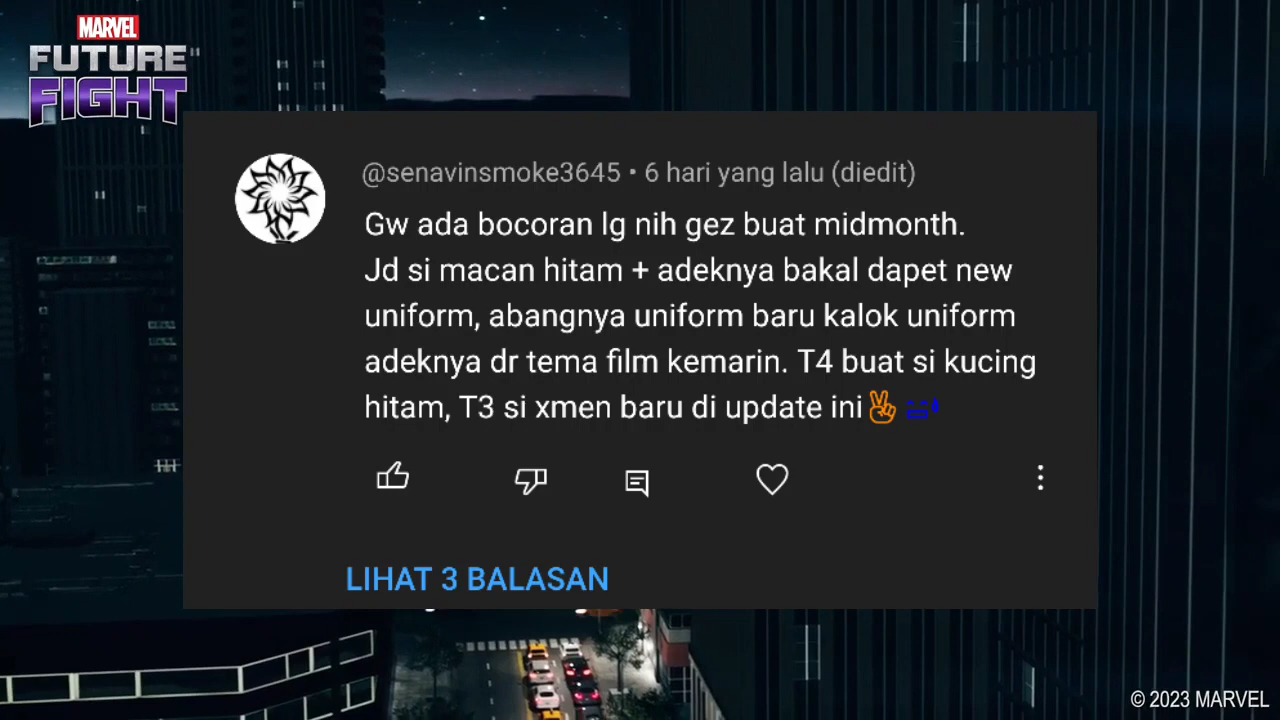 MARVEL
FUTURE
FIGHT
@senavinsmoke3645 • 6 hari yang lalu (diedit)
Gw ada bocoran lg nih gez buat midmonth.
Jd si macan hitam + adeknya bakal dapet new
uniform, abangnya uniform baru kalok uniform
adeknya dr tema film kemarin. T4 buat si kucing
hitam, T3 si xmen baru di update ini✌
LIHAT 3 BALASAN
© 2023 MARVEL